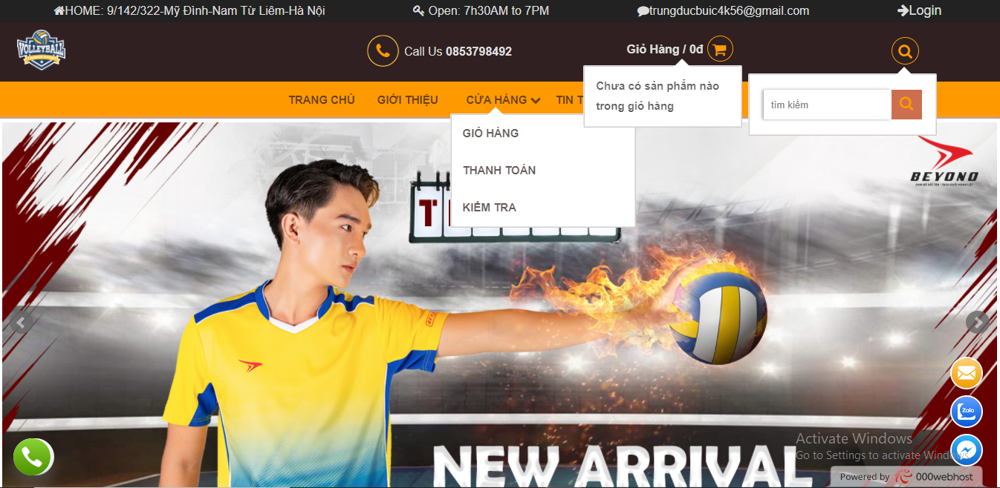 HOME: 9/142/322-Mỹ Đình-Nam Từ Liêm-Hà Nội
Open: 7h30AM to 7PM
trungducbuic4k56@gmail.com
Login
VOLLEYBALL
Call Us 0853798492
Giỏ Hàng / 0đ
Chưa có sản phẩm nào
trong giỏ hàng
tìm kiếm
TRANG CHỦ
GIỚI THIỆU
CỬA HÀNG
TIN T
GIỎ HÀNG
THANH TOÁN
KIỂM TRA
BEYONO
T
NEW ARRIVAL
Zalo
Activate Windows
Go to Settings to activate Windows.
Powered by 000webhost